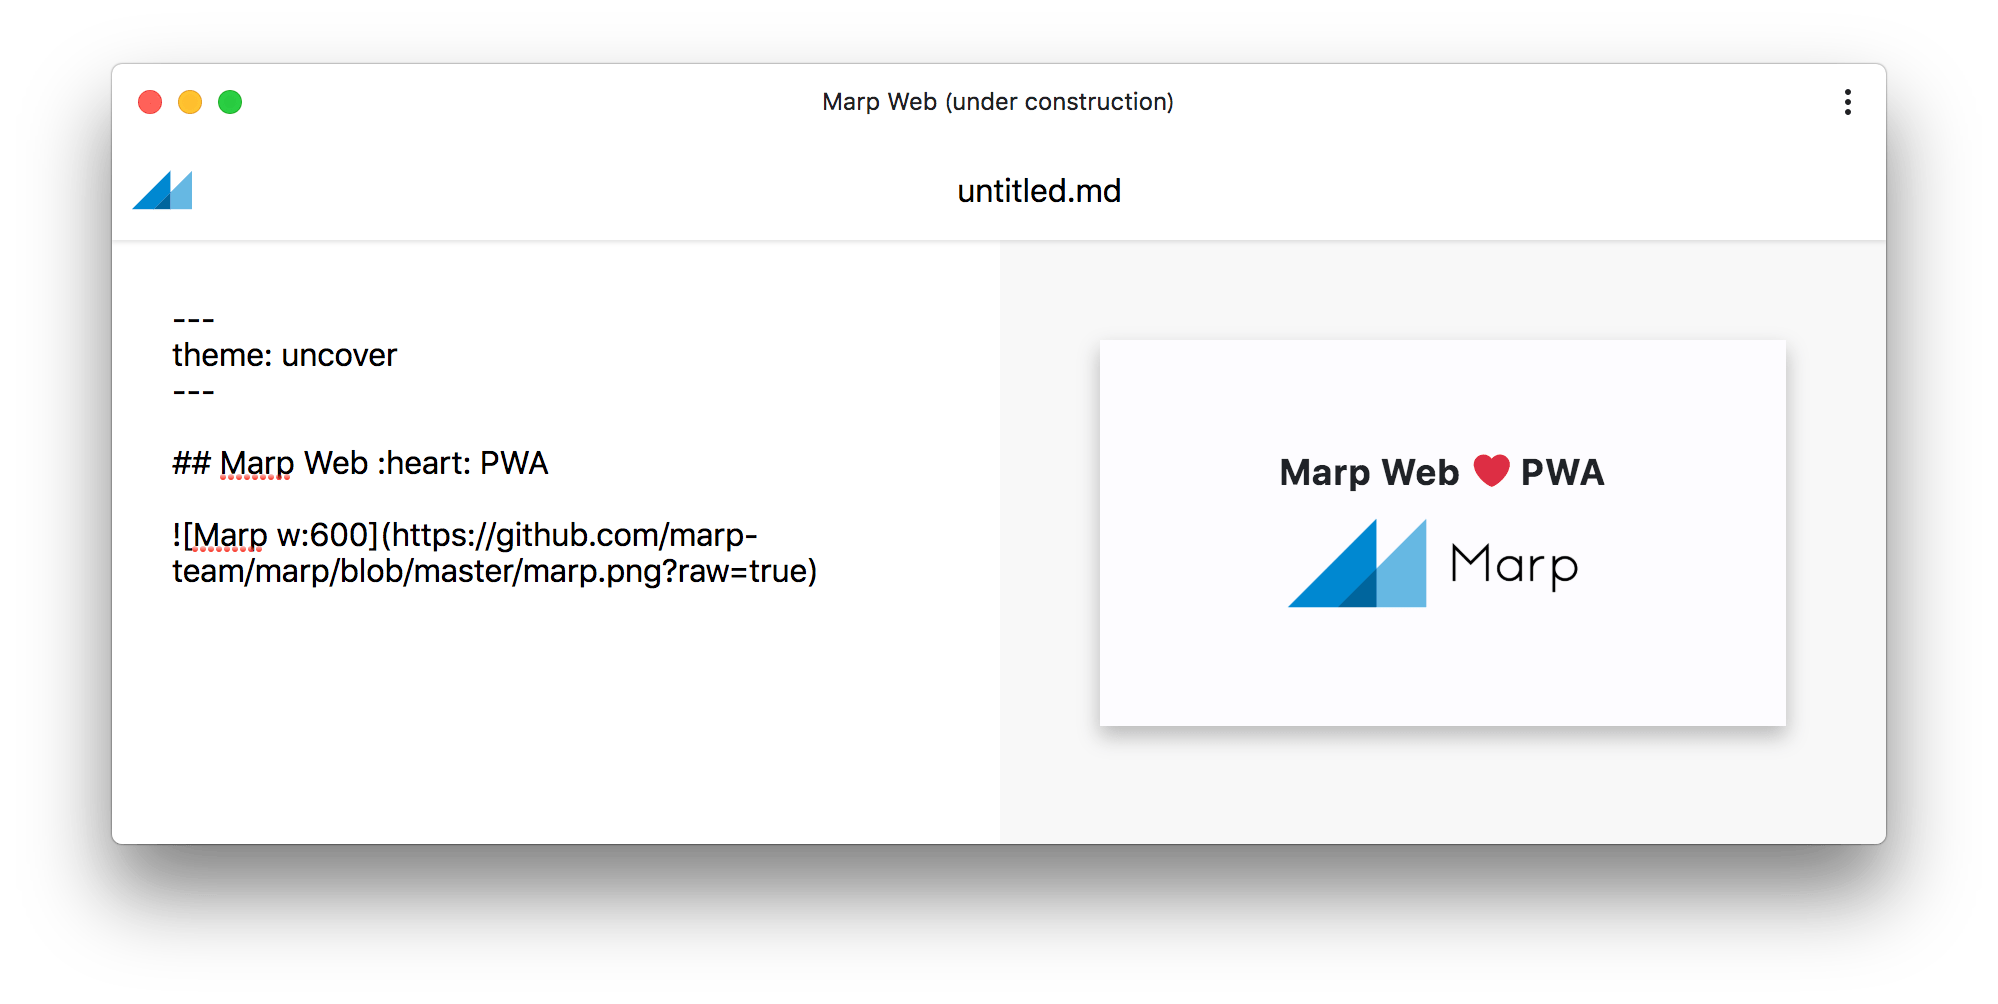 Marp Web (under construction)
untitled.md
---
theme: uncover
---
## Marp Web :heart: PWA
![Marp w:600](https://github.com/marp-
team/marp/blob/master/marp.png?raw=true)
Marp Web ❤️ PWA
Marp